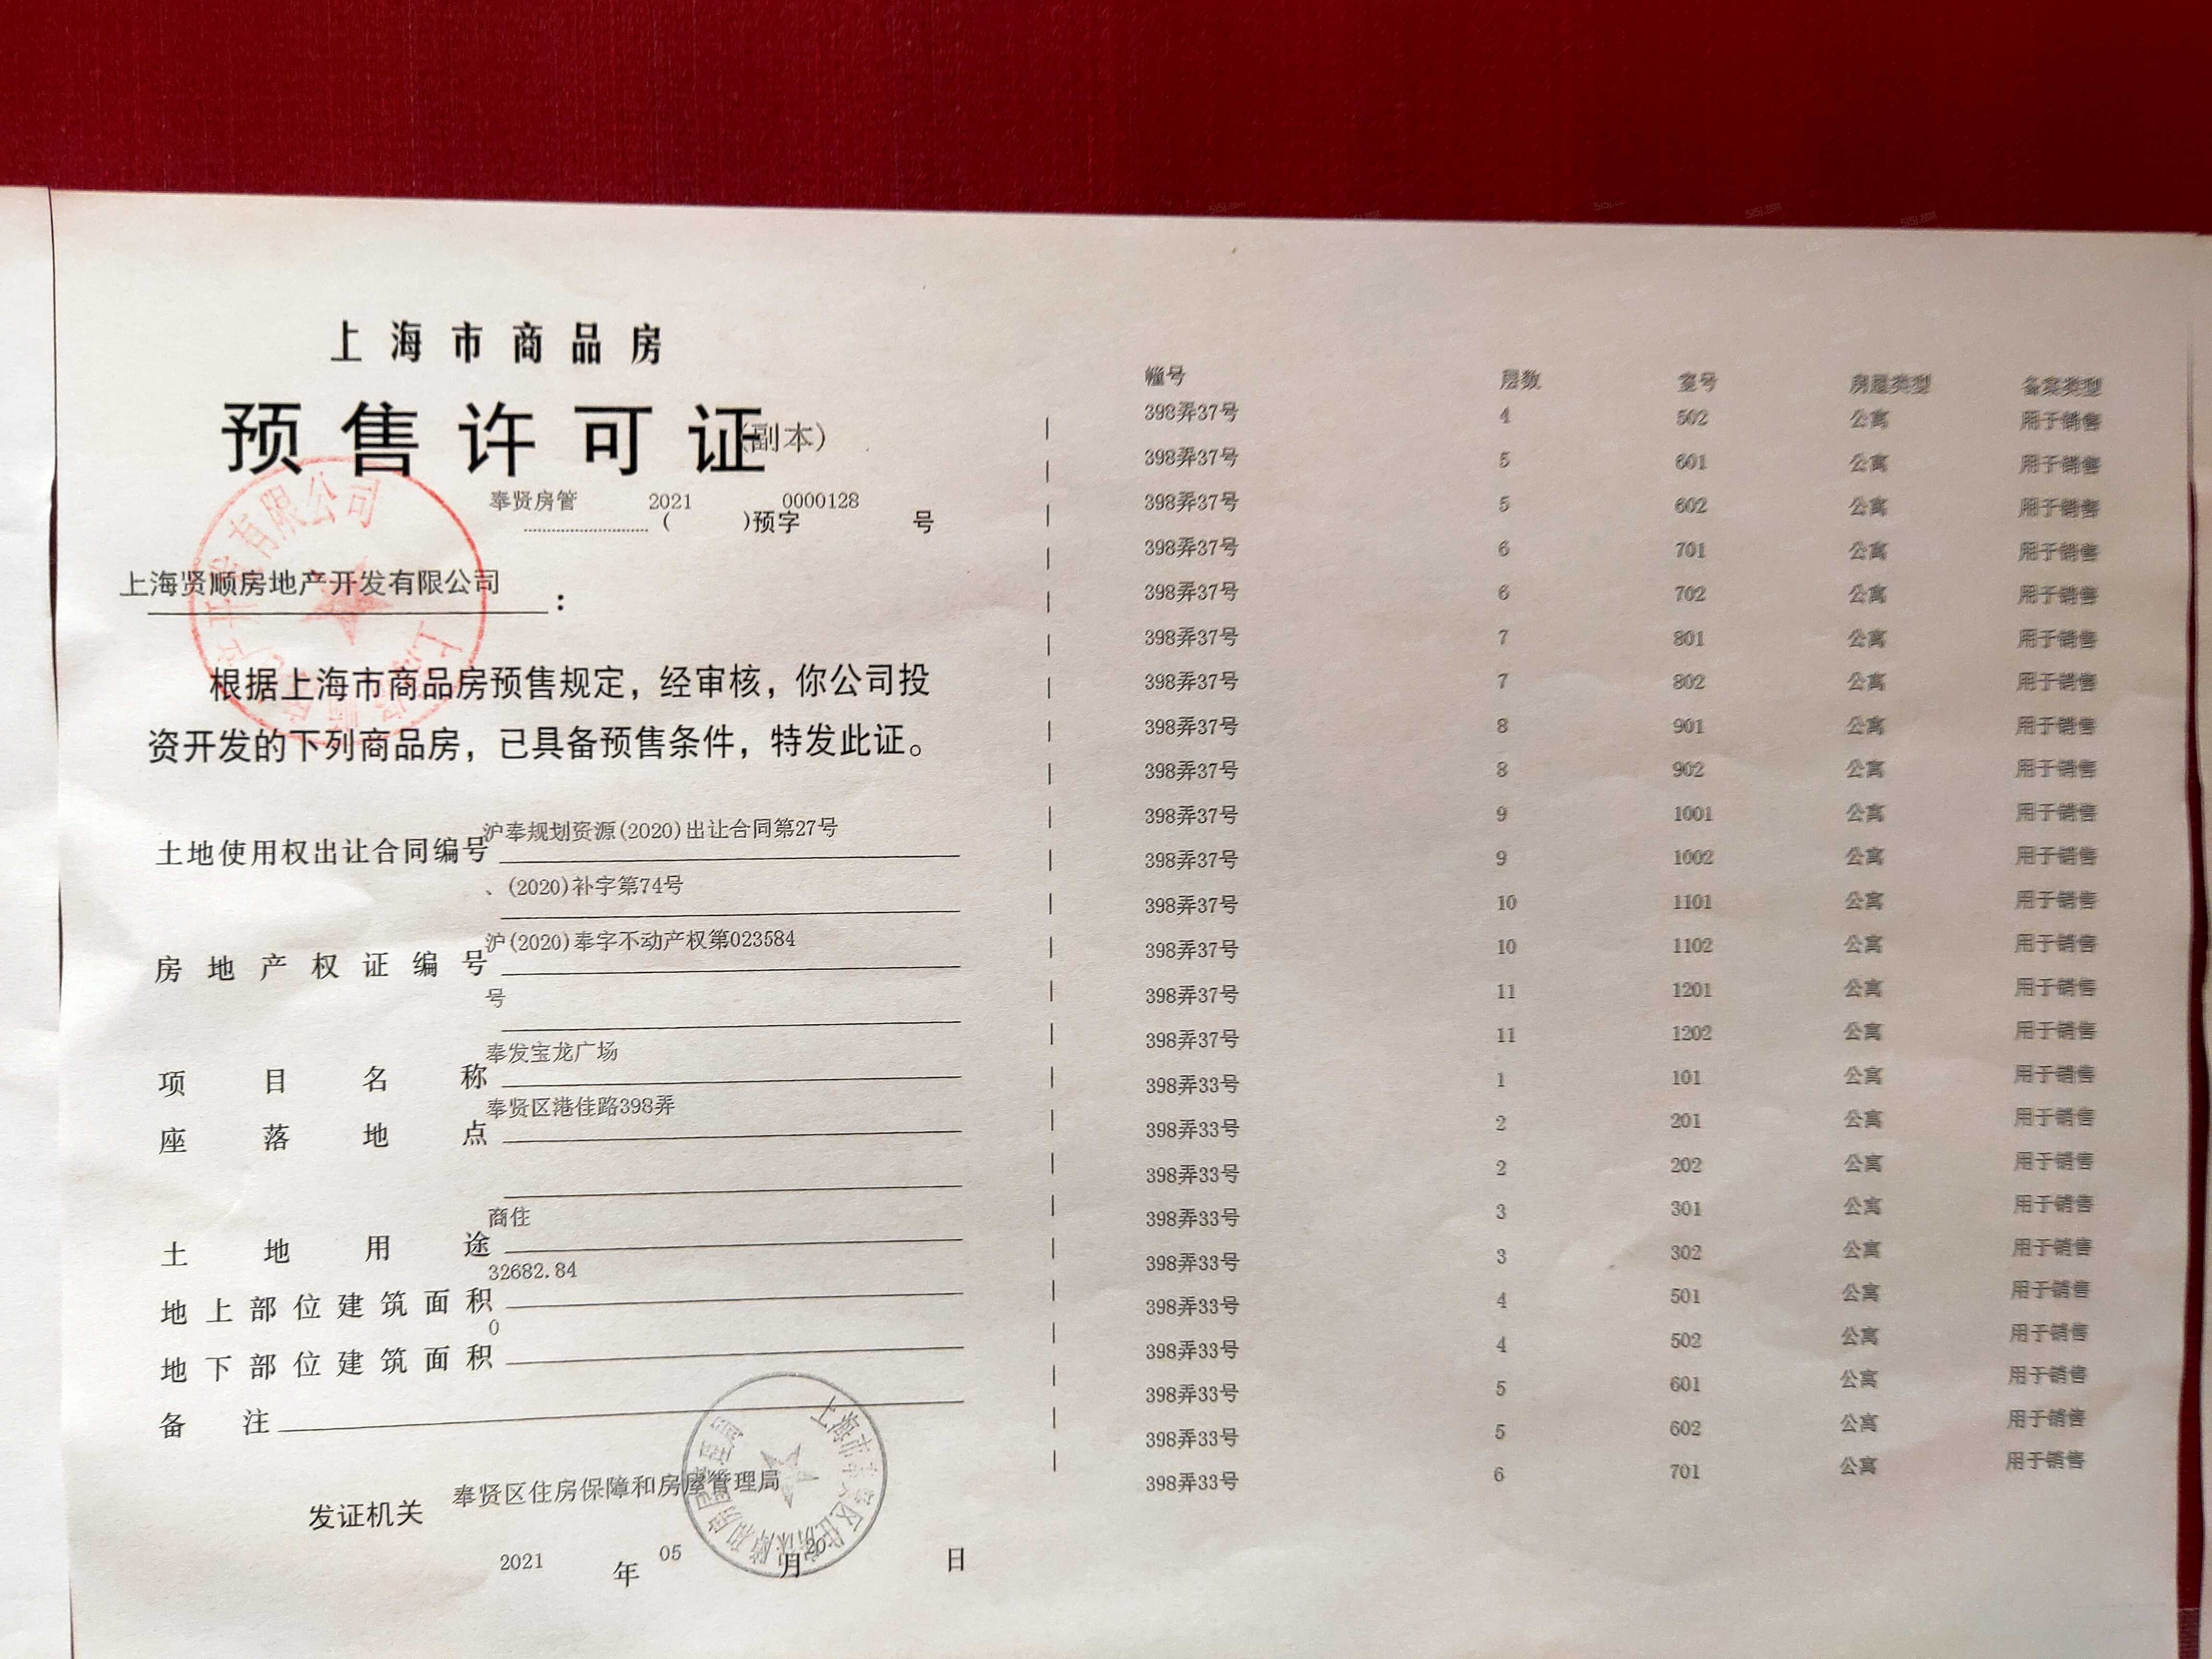 上海市商品房
预售许可证(副本)
奉贤房管(2021)预字0000128号
上海贤顺房地产开发有限公司:
根据上海市商品房预售规定，经审核，你公司投
资开发的下列商品房，已具备预售条件，特发此证。
土地使用权出让合同编号 沪奉规划资源(2020)出让合同第27号
、(2020)补字第74号
房地产权证编号 沪(2020)奉字不动产权第023584
号
项目名称 奉发宝龙广场
座落地点 奉贤区港佳路398弄
土地用途 商住
地上部位建筑面积 32682.84
地下部位建筑面积 0
备注
发证机关 奉贤区住房保障和房屋管理局
2021年05月20日
幢号 层数 室号 房屋类型 备案类型
398弄37号 4 502 公寓 用于销售
398弄37号 5 601 公寓 用于销售
398弄37号 5 602 公寓 用于销售
398弄37号 6 701 公寓 用于销售
398弄37号 6 702 公寓 用于销售
398弄37号 7 801 公寓 用于销售
398弄37号 7 802 公寓 用于销售
398弄37号 8 901 公寓 用于销售
398弄37号 8 902 公寓 用于销售
398弄37号 9 1001 公寓 用于销售
398弄37号 9 1002 公寓 用于销售
398弄37号 10 1101 公寓 用于销售
398弄37号 10 1102 公寓 用于销售
398弄37号 11 1201 公寓 用于销售
398弄37号 11 1202 公寓 用于销售
398弄33号 1 101 公寓 用于销售
398弄33号 2 201 公寓 用于销售
398弄33号 2 202 公寓 用于销售
398弄33号 3 301 公寓 用于销售
398弄33号 3 302 公寓 用于销售
398弄33号 4 501 公寓 用于销售
398弄33号 4 502 公寓 用于销售
398弄33号 5 601 公寓 用于销售
398弄33号 5 602 公寓 用于销售
398弄33号 6 701 公寓 用于销售